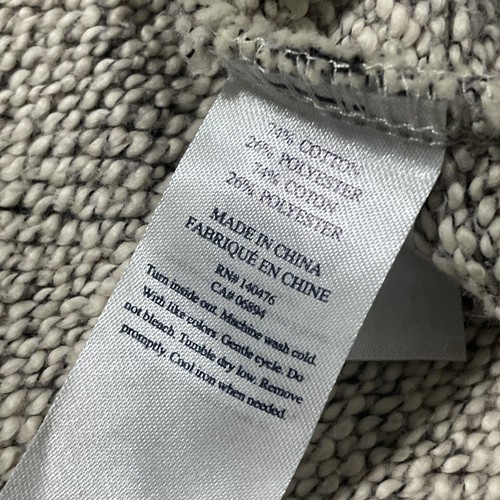 74% COTTON
26% POLYESTER
74% COTON
26% POLYESTER
MADE IN CHINA
FABRIQUÉ EN CHINE
RN# 140476
CA# 06894
Turn inside out. Machine wash cold.
With like colors. Gentle cycle. Do
not bleach. Tumble dry low. Remove
promptly. Cool iron when needed.